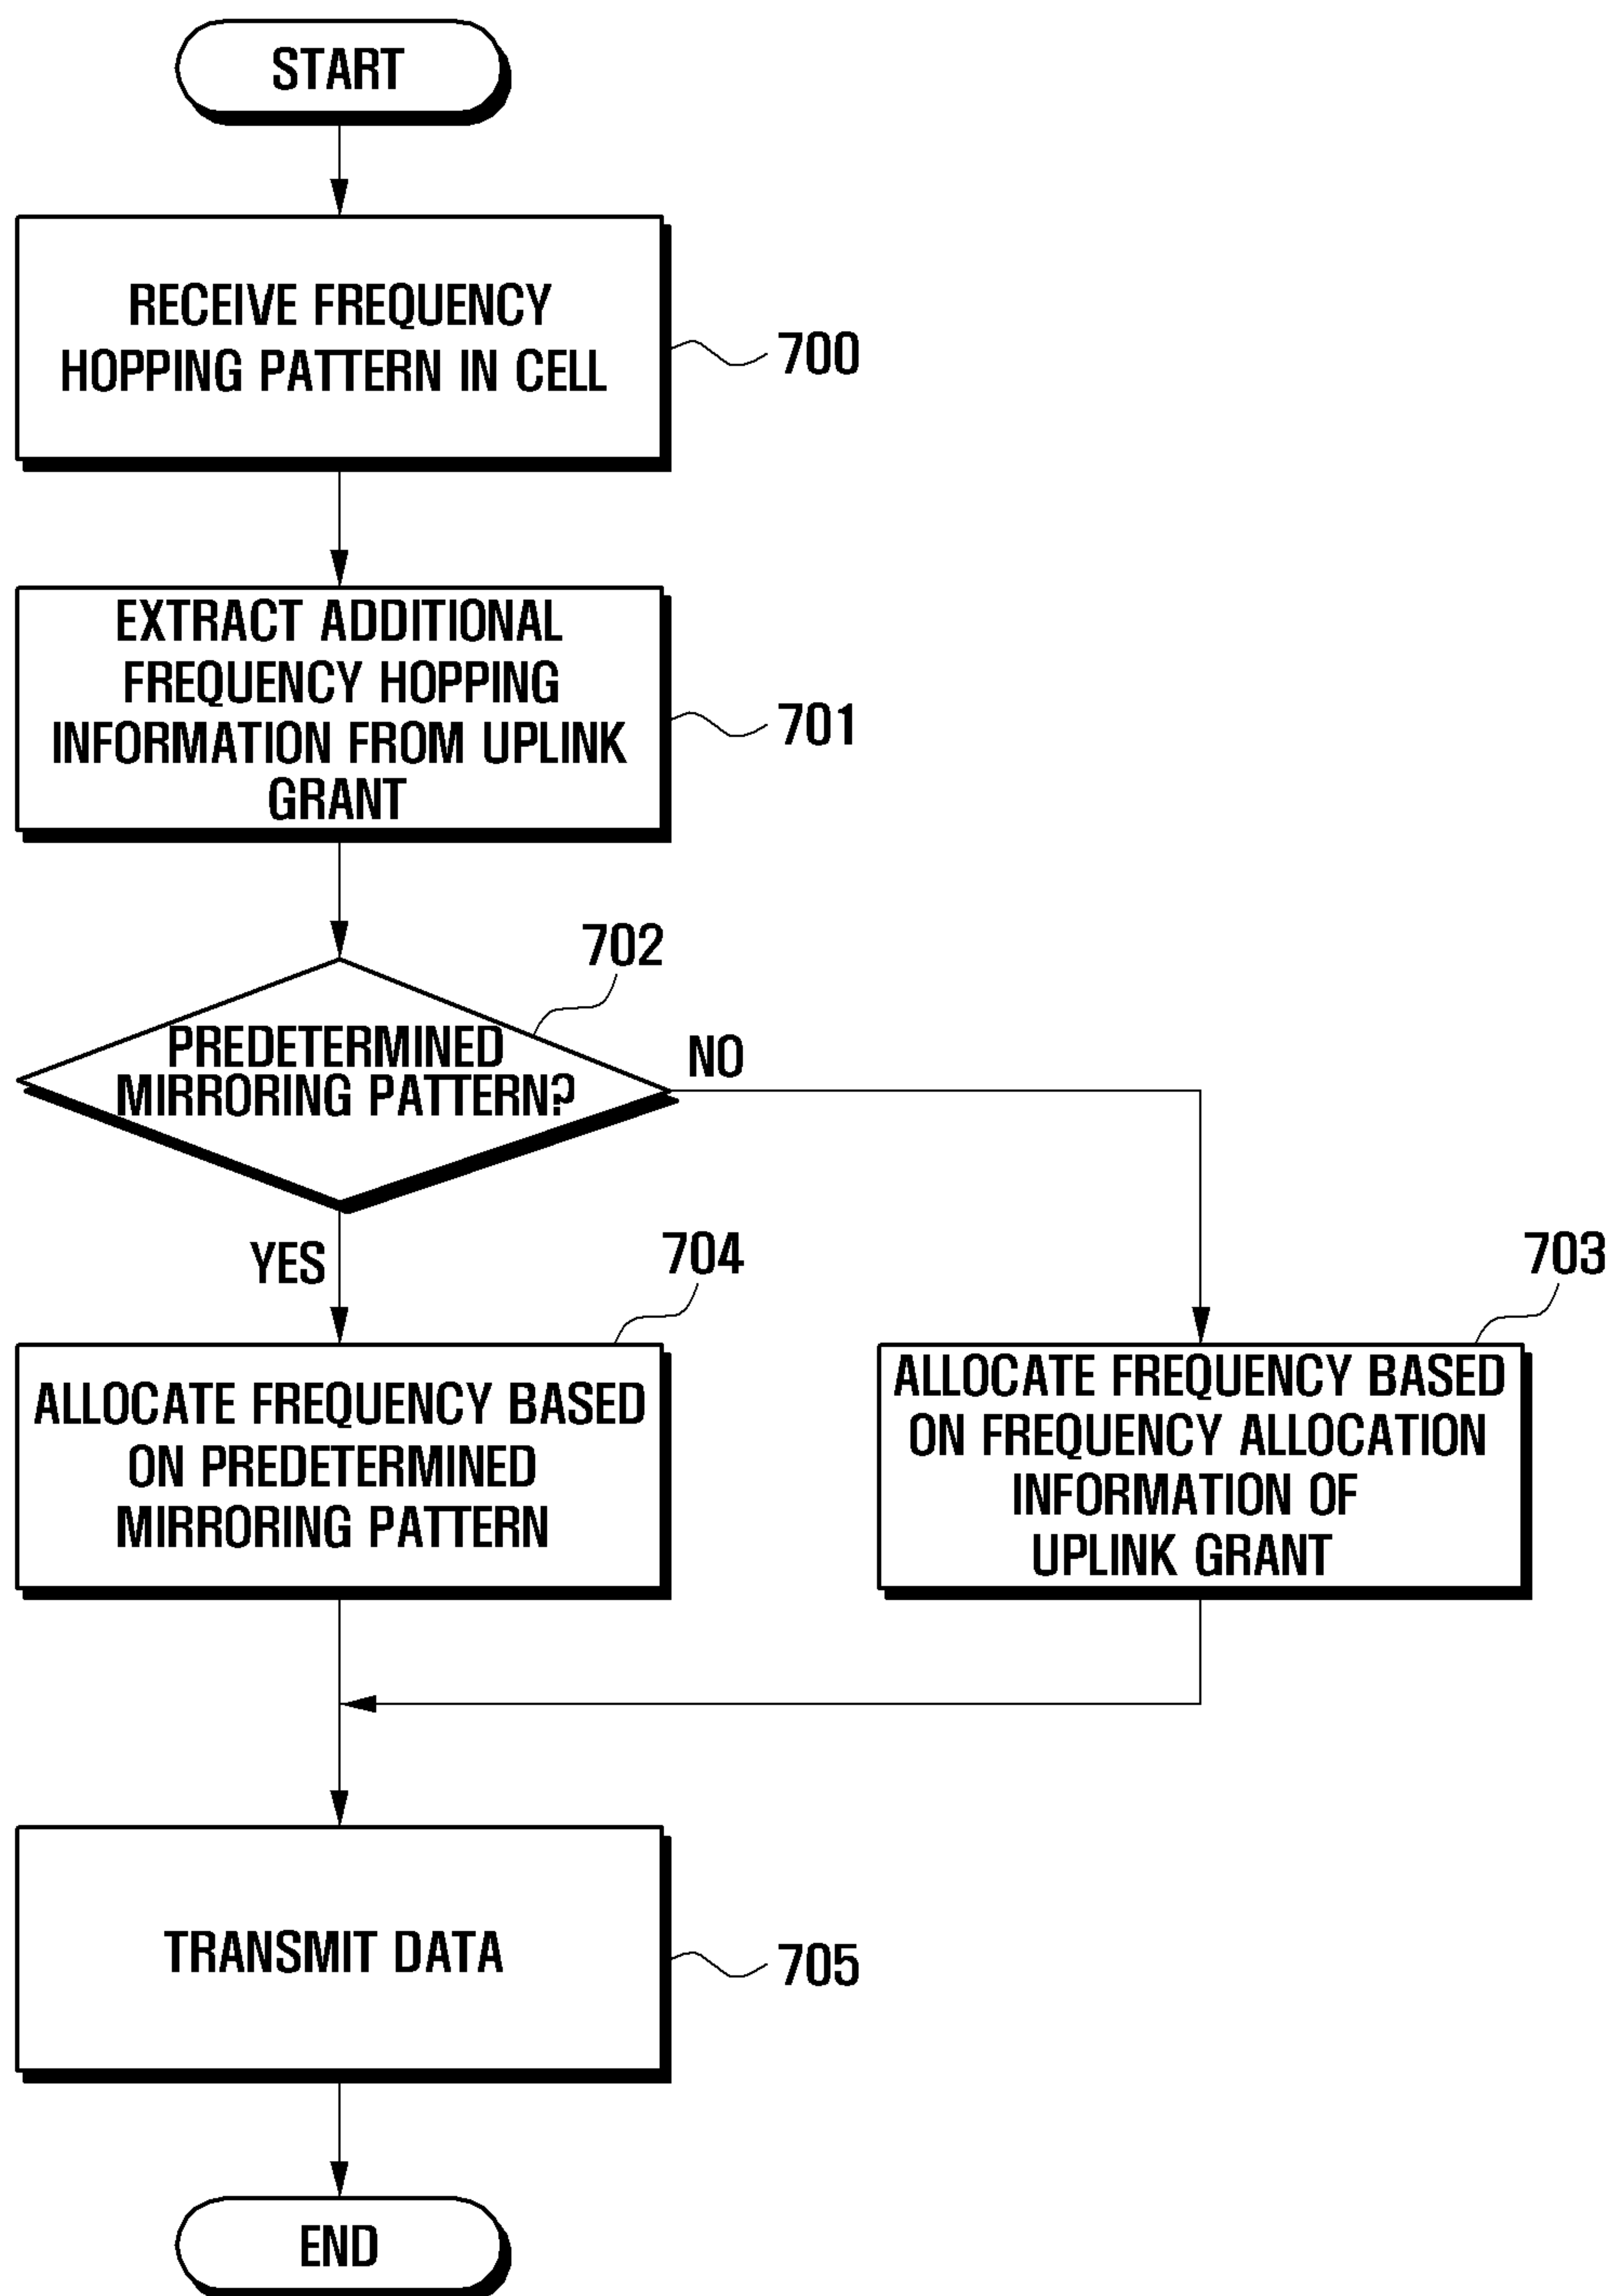 START
RECEIVE FREQUENCY
HOPPING PATTERN IN CELL
700
EXTRACT ADDITIONAL
FREQUENCY HOPPING
INFORMATION FROM UPLINK
GRANT
701
702
PREDETERMINED
MIRRORING PATTERN?
NO
YES
704
703
ALLOCATE FREQUENCY BASED
ON PREDETERMINED
MIRRORING PATTERN
ALLOCATE FREQUENCY BASED
ON FREQUENCY ALLOCATION
INFORMATION OF
UPLINK GRANT
TRANSMIT DATA
705
END